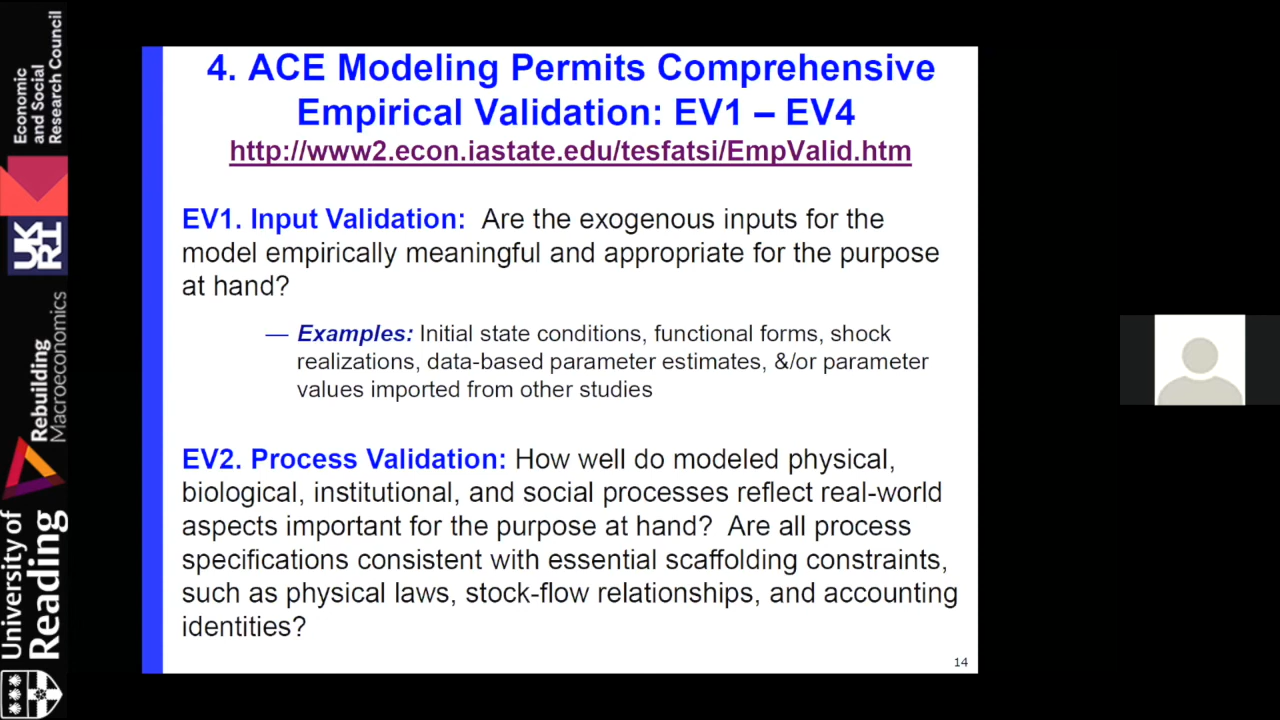 4. ACE Modeling Permits Comprehensive
Empirical Validation: EV1 – EV4
http://www2.econ.iastate.edu/tesfatsi/EmpValid.htm
EV1. Input Validation: Are the exogenous inputs for the
model empirically meaningful and appropriate for the purpose
at hand?
— Examples: Initial state conditions, functional forms, shock
realizations, data-based parameter estimates, &/or parameter
values imported from other studies
EV2. Process Validation: How well do modeled physical,
biological, institutional, and social processes reflect real-world
aspects important for the purpose at hand? Are all process
specifications consistent with essential scaffolding constraints,
such as physical laws, stock-flow relationships, and accounting
identities?
14
Economic
and Social
Research Council
UK
RI
Rebuilding
Macroeconomics
University of
Reading